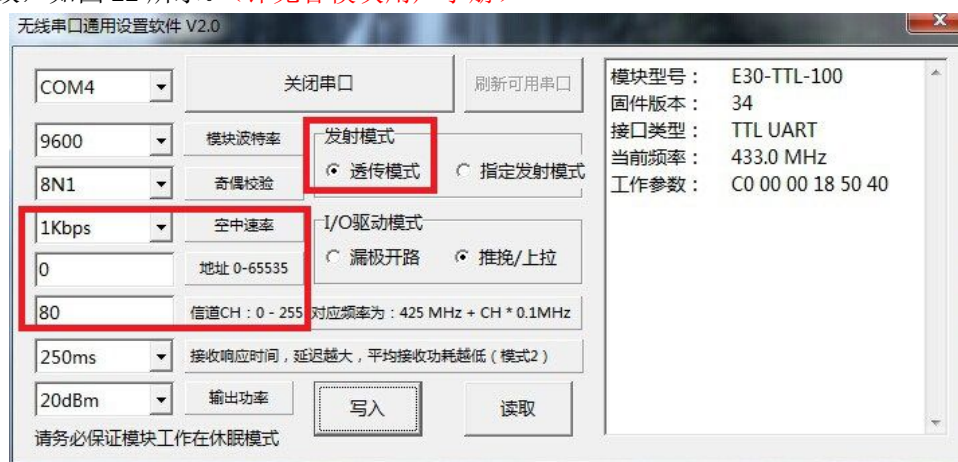 无线串口通用设置软件 V2.0
COM4
关闭串口
刷新可用串口
9600
模块波特率
8N1
奇偶校验
发射模式
透传模式
指定发射模式
1Kbps
空中速率
0
地址 0-65535
I/O驱动模式
漏极开路
推挽/上拉
80
信道CH：0 - 255
对应频率为：425 MHz + CH * 0.1MHz
250ms
接收响应时间，延迟越大，平均接收功耗越低（模式2）
20dBm
输出功率
写入
读取
请务必保证模块工作在休眠模式
模块型号： E30-TTL-100
固件版本： 34
接口类型： TTL UART
当前频率： 433.0 MHz
工作参数： C0 00 00 18 50 40